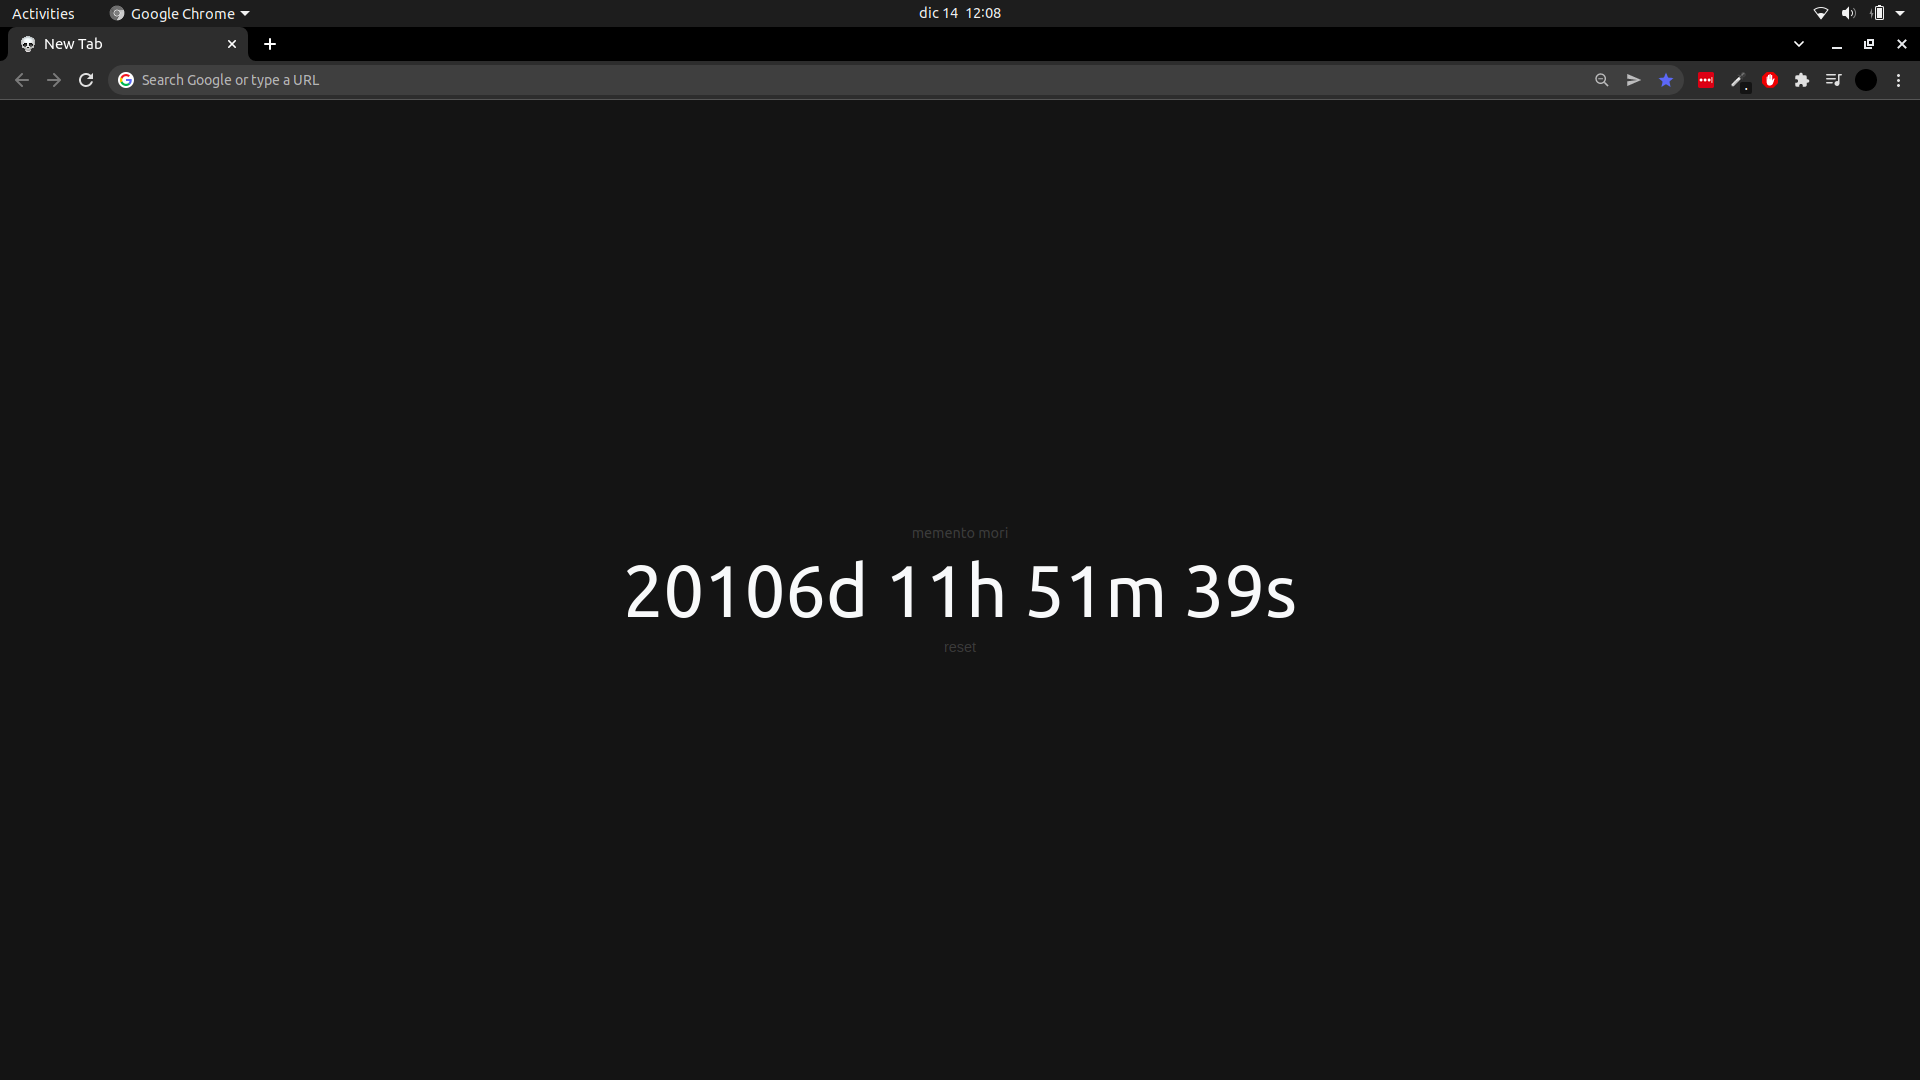 Activities Google Chrome dic 14 12:08
New Tab
Search Google or type a URL
memento mori
20106d 11h 51m 39s
reset